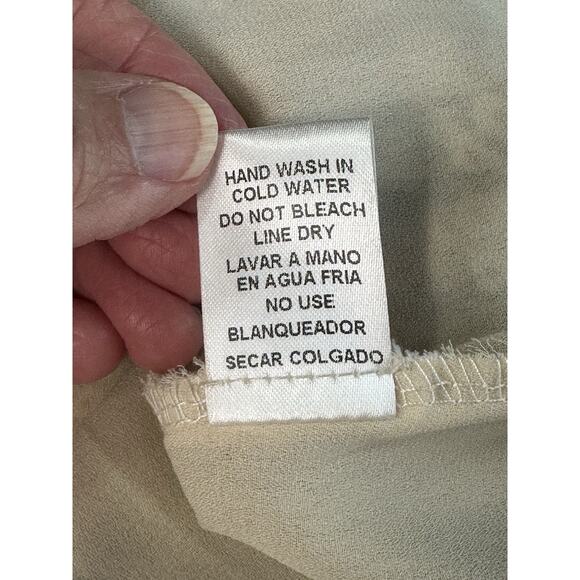 HAND WASH IN
COLD WATER
DO NOT BLEACH
LINE DRY
LAVAR A MANO
EN AGUA FRIA
NO USE
BLANQUEADOR
SECAR COLGADO